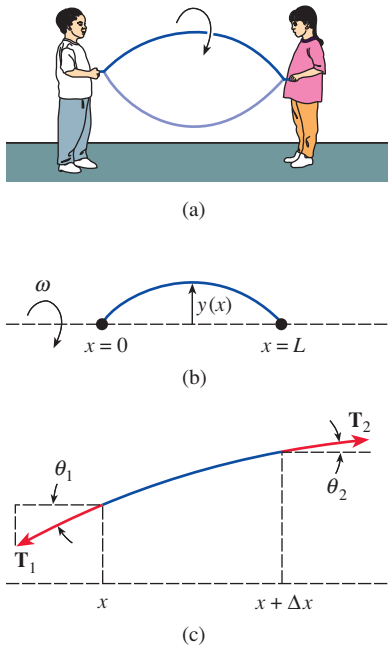 (a)
ω
y(x)
x = 0
x = L
(b)
T₂
θ₁
θ₂
T₁
x
x + Δx
(c)